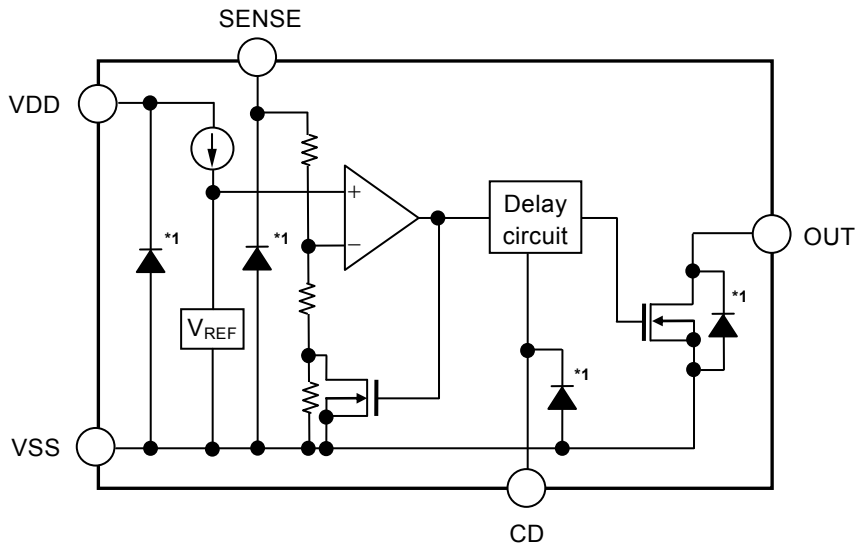 SENSE
VDD
*1
*1
+
−
Delay
circuit
OUT
*1
VREF
*1
VSS
CD